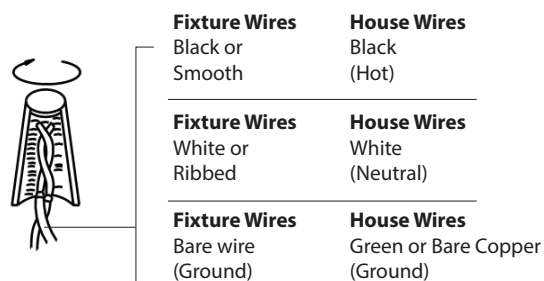 Fixture Wires House Wires
Black or Black
Smooth (Hot)
Fixture Wires House Wires
White or White
Ribbed (Neutral)
Fixture Wires House Wires
Bare wire Green or Bare Copper
(Ground) (Ground)